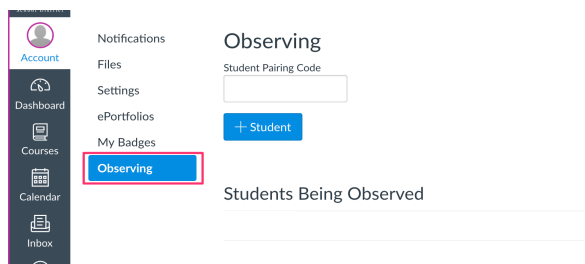 Account
Dashboard
Courses
Calendar
Inbox
Notifications
Files
Settings
ePortfolios
My Badges
Observing
Observing
Student Pairing Code
+ Student
Students Being Observed